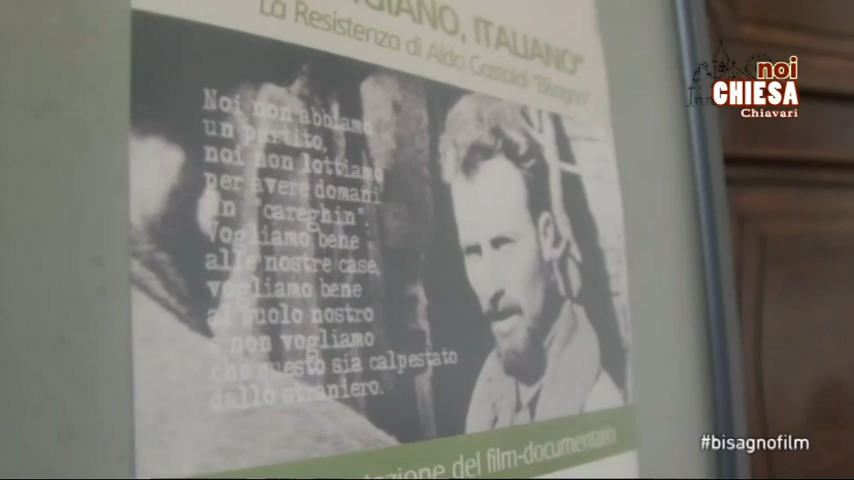 GIANO, ITALIANO"
La Resistenza di Aldo Gastaldi "Bisagno"
noi
CHIESA
Chiavari
Noi non abbiamo
un partito,
noi non lottiamo
per avere domani
un "careghin".
Vogliamo bene
alle nostre case,
vogliamo bene
al suolo nostro
e non vogliamo
che questo sia calpestato
dallo straniero.
del film-documentario
#bisagnofilm